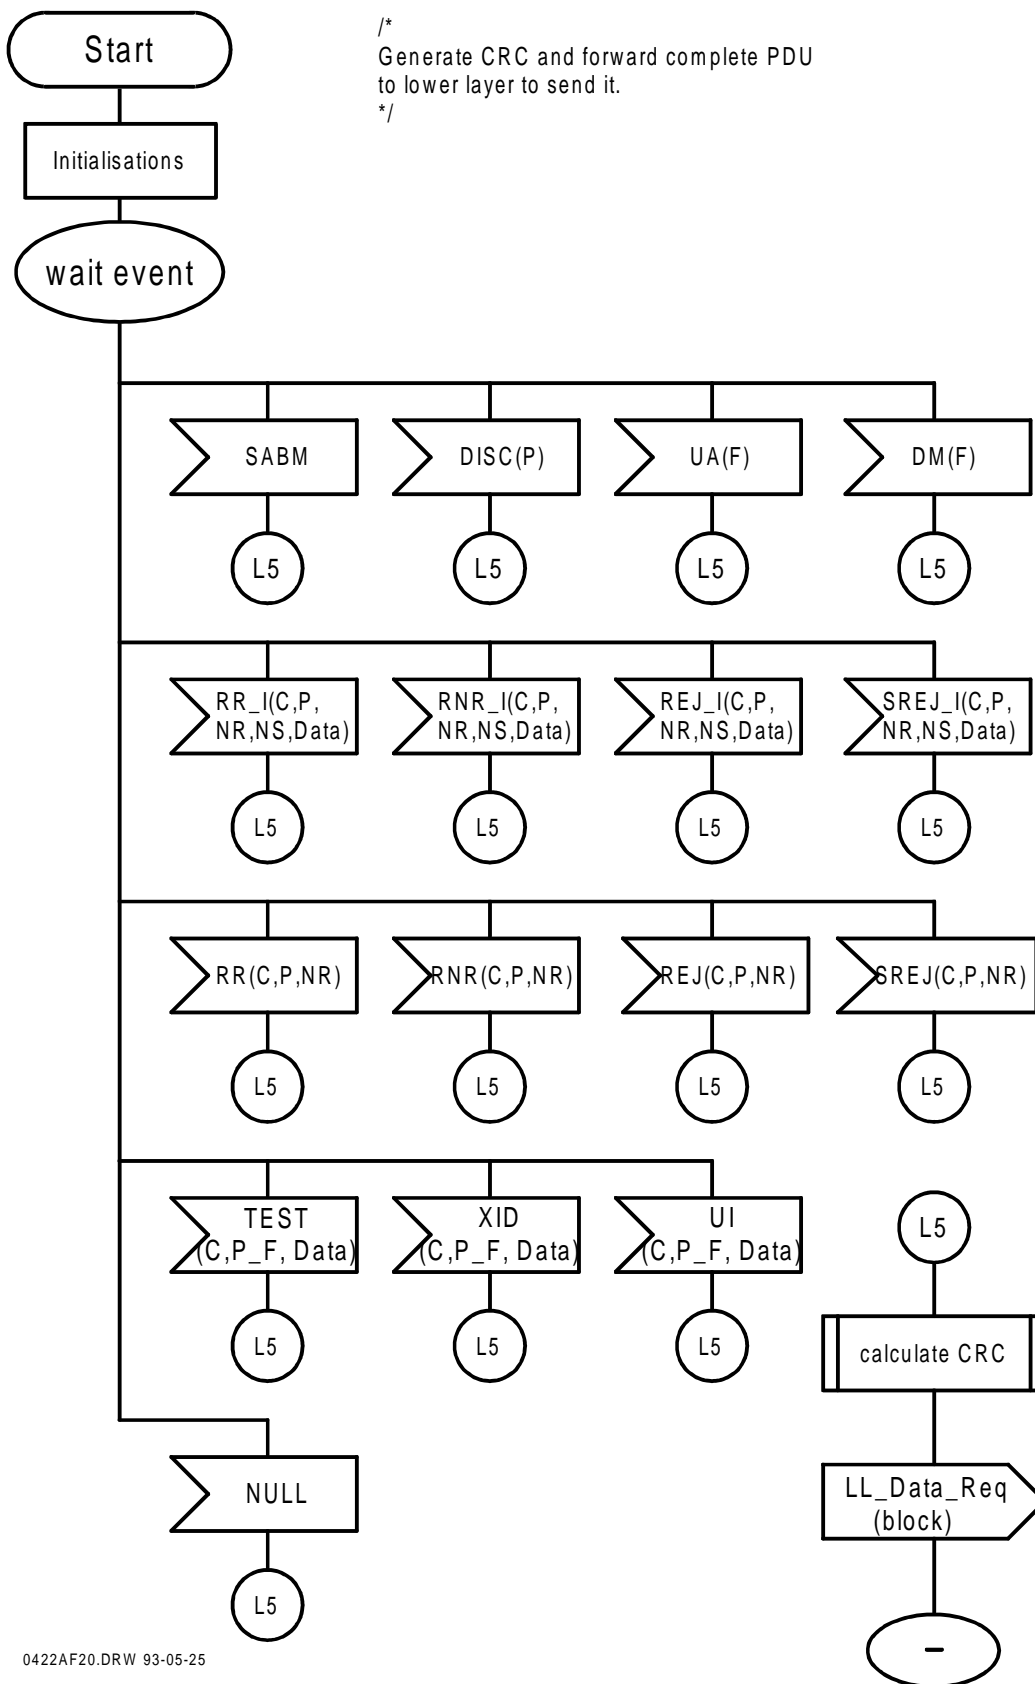 Start
/*
Generate CRC and forward complete PDU
to lower layer to send it.
*/
Initialisations
wait event
SABM
DISC(P)
UA(F)
DM(F)
L5
L5
L5
L5
RR_I(C,P,
NR,NS,Data)
RNR_I(C,P,
NR,NS,Data)
REJ_I(C,P,
NR,NS,Data)
SREJ_I(C,P,
NR,NS,Data)
L5
L5
L5
L5
RR(C,P,NR)
RNR(C,P,NR)
REJ(C,P,NR)
SREJ(C,P,NR)
L5
L5
L5
L5
TEST
(C,P_F, Data)
XID
(C,P_F, Data)
UI
(C,P_F, Data)
L5
L5
L5
L5
calculate CRC
NULL
LL_Data_Req
(block)
L5
–
0422AF20.DRW 93-05-25